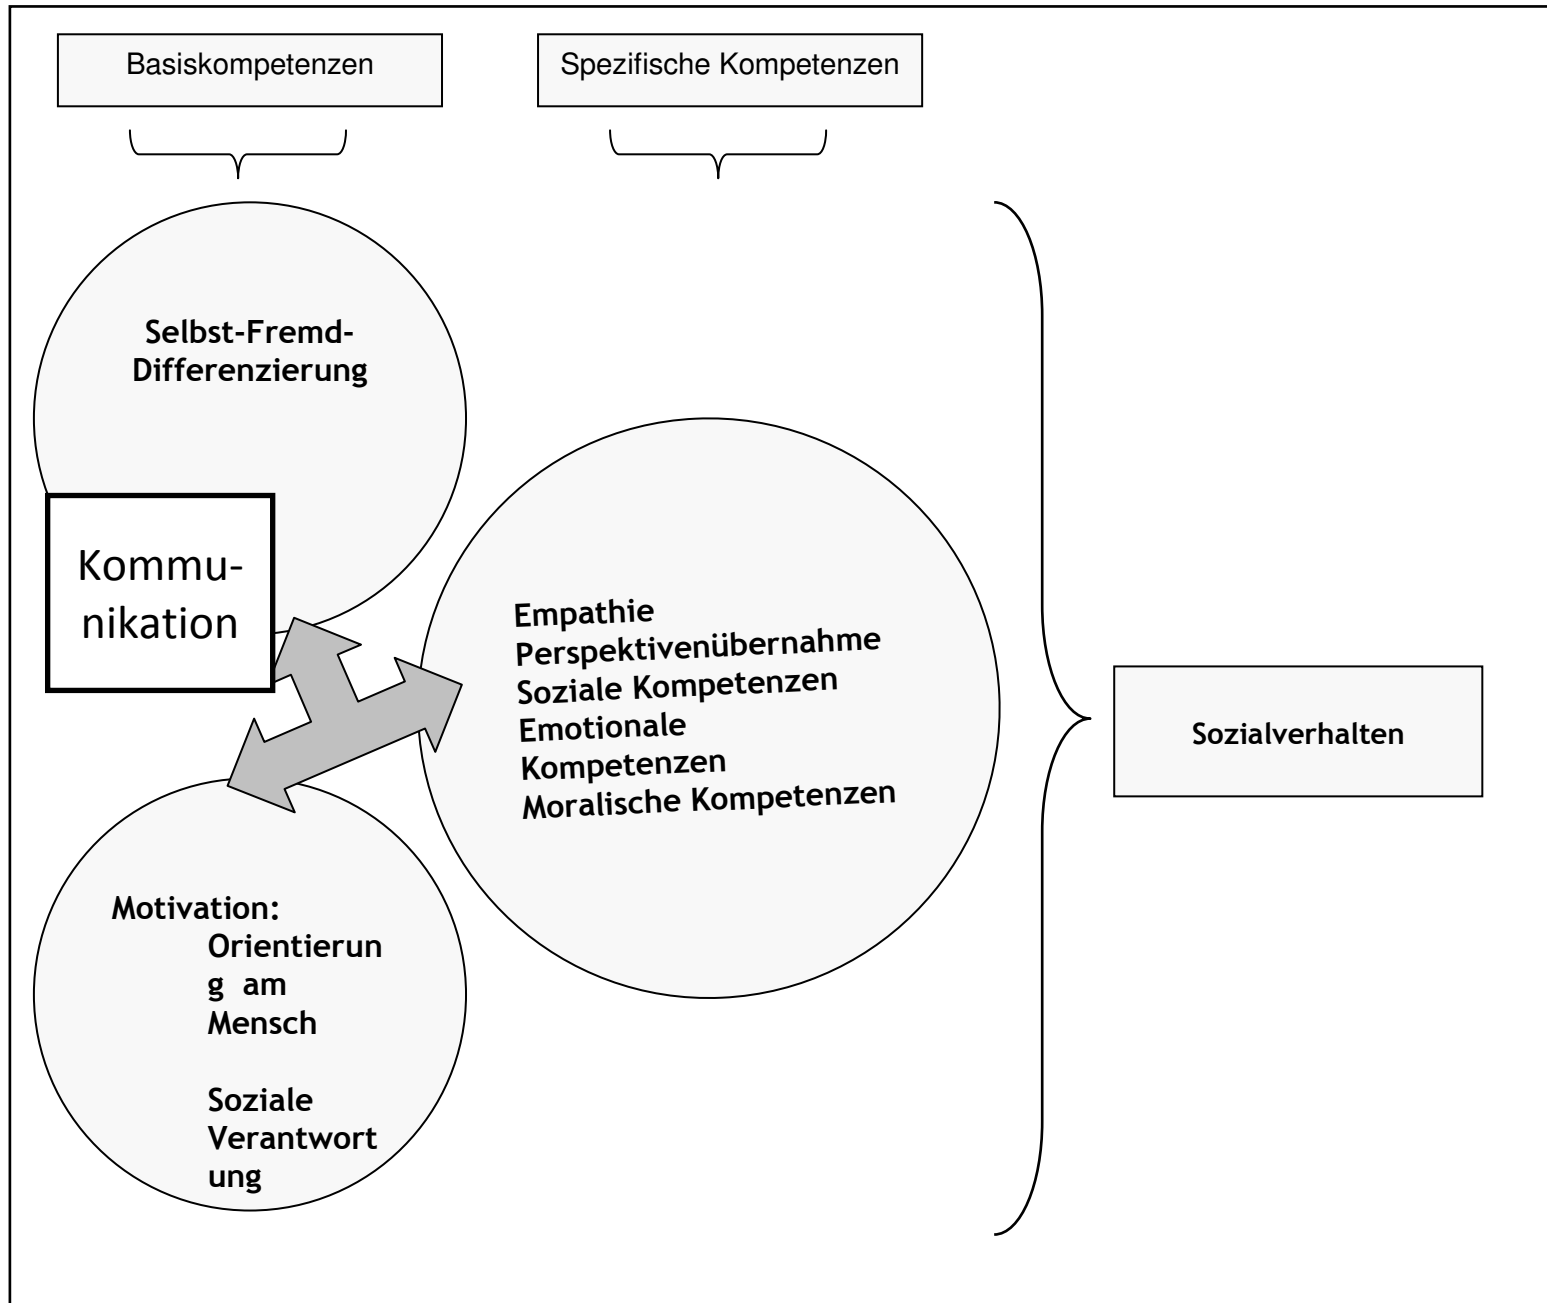 Basiskompetenzen
Spezifische Kompetenzen
Selbst-Fremd-
Differenzierung
Kommu-
nikation
Empathie
Perspektivenübernahme
Soziale Kompetenzen
Emotionale
Kompetenzen
Moralische Kompetenzen
Sozialverhalten
Motivation:
Orientierun
g am
Mensch
Soziale
Verantwort
ung